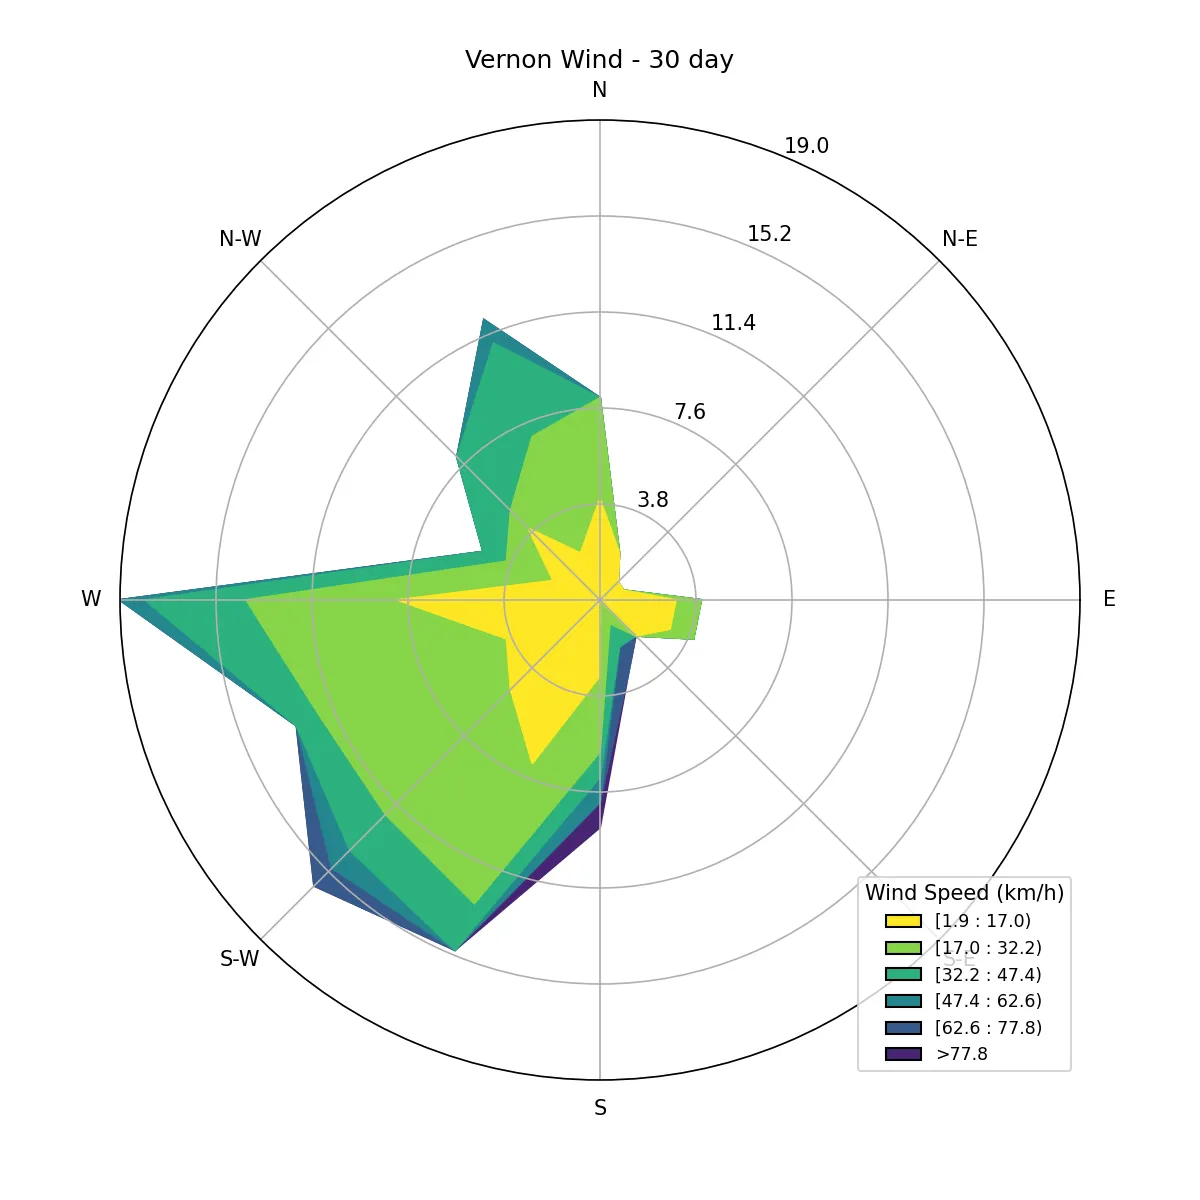 Vernon Wind - 30 day
N
19.0
15.2
N-W
N-E
11.4
7.6
3.8
W
E
Wind Speed (km/h)
[1.9 : 17.0)
[17.0 : 32.2)
S-W
S-E
[32.2 : 47.4)
[47.4 : 62.6)
[62.6 : 77.8)
>77.8
S